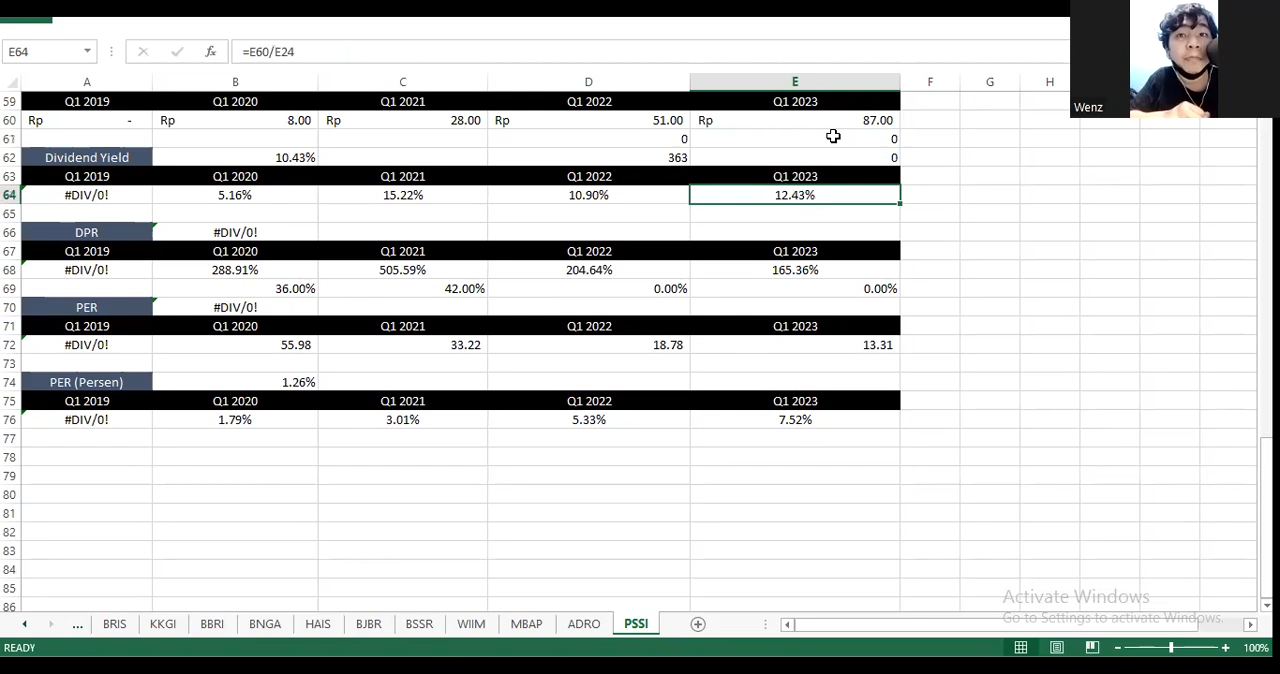 E64 =E60/E24
A B C D E F G H
Wenz
59 Q1 2019 Q1 2020 Q1 2021 Q1 2022 Q1 2023
60 Rp - Rp 8.00 Rp 28.00 Rp 51.00 Rp 87.00
61 0 0
62 Dividend Yield 10.43% 363 0
63 Q1 2019 Q1 2020 Q1 2021 Q1 2022 Q1 2023
64 #DIV/0! 5.16% 15.22% 10.90% 12.43%
65
66 DPR #DIV/0!
67 Q1 2019 Q1 2020 Q1 2021 Q1 2022 Q1 2023
68 #DIV/0! 288.91% 505.59% 204.64% 165.36%
69 36.00% 42.00% 0.00% 0.00%
70 PER #DIV/0!
71 Q1 2019 Q1 2020 Q1 2021 Q1 2022 Q1 2023
72 #DIV/0! 55.98 33.22 18.78 13.31
73
74 PER (Persen) 1.26%
75 Q1 2019 Q1 2020 Q1 2021 Q1 2022 Q1 2023
76 #DIV/0! 1.79% 3.01% 5.33% 7.52%
77
78
79
80
81
82
83
84
85
86
Activate Windows
Go to Settings to activate Windows.
... BRIS KKGI BBRI BNGA BSSR WIIM MBAP ADRO PSSI
READY 100%